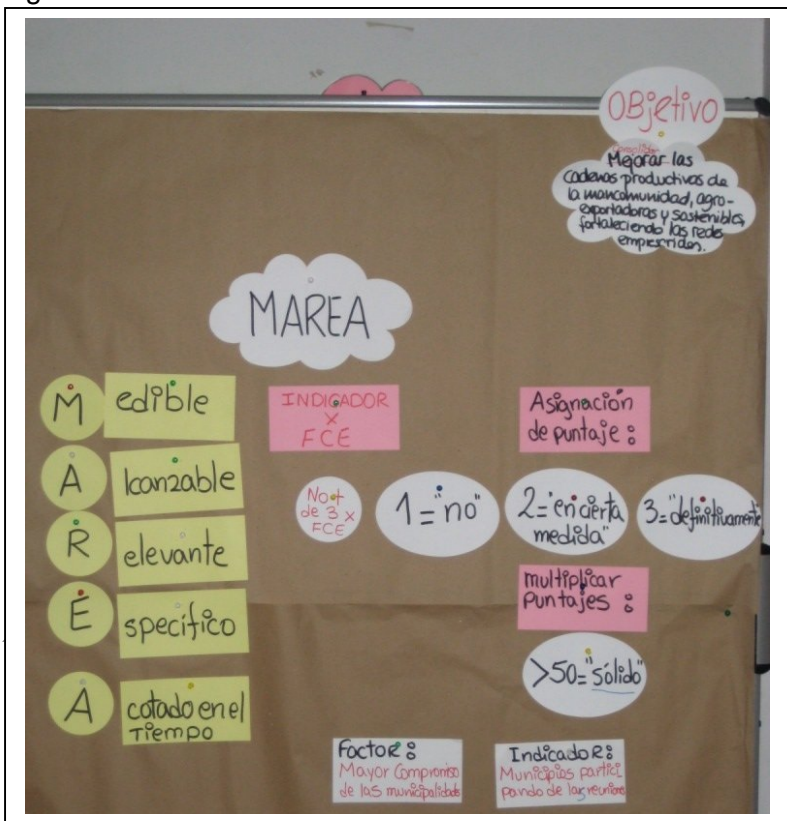 OBjetivo
Complido
Mejorar las
cadenas productivas de
la mancomunidad, agro-
exportadoras y sostenibles,
fortaleciendo las redes
MAREA
M edible
A lcanzable
R elevante
E specífico
A cotado en el
Tiempo
INDICADOR
X
FCE
No +
de 3 x
FCE
Asignación
de puntaje:
1="no"
2="en cierta
medida"
3="definitivamente
multiplicar
Puntajes:
>50="sólido"
Factor:
Mayor Compromiso
de las municipalidades
IndicadoR:
Municipios partici
pando de las reuniones